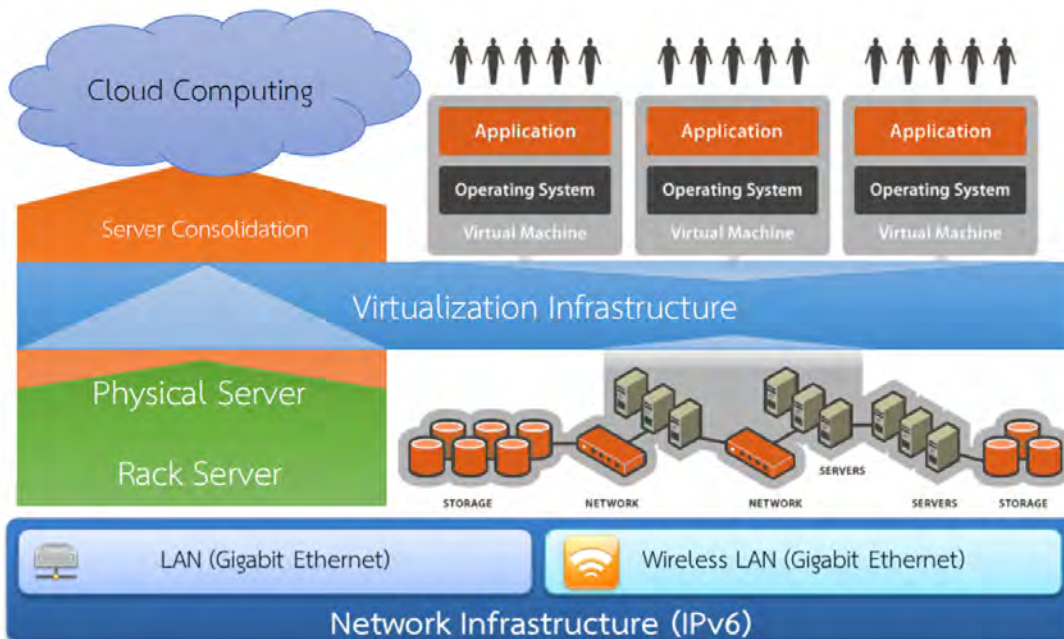 Cloud Computing
Server Consolidation
Application
Operating System
Virtual Machine
Application
Operating System
Virtual Machine
Application
Operating System
Virtual Machine
Virtualization Infrastructure
Physical Server
Rack Server
STORAGE
NETWORK
NETWORK
SERVERS
SERVERS
STORAGE
LAN (Gigabit Ethernet)
Wireless LAN (Gigabit Ethernet)
Network Infrastructure (IPv6)